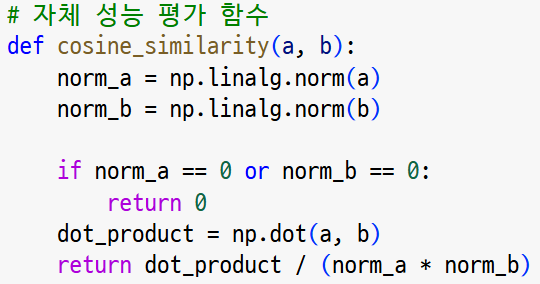 # 자체 성능 평가 함수
def cosine_similarity(a, b):
    norm_a = np.linalg.norm(a)
    norm_b = np.linalg.norm(b)

    if norm_a == 0 or norm_b == 0:
        return 0
    dot_product = np.dot(a, b)
    return dot_product / (norm_a * norm_b)